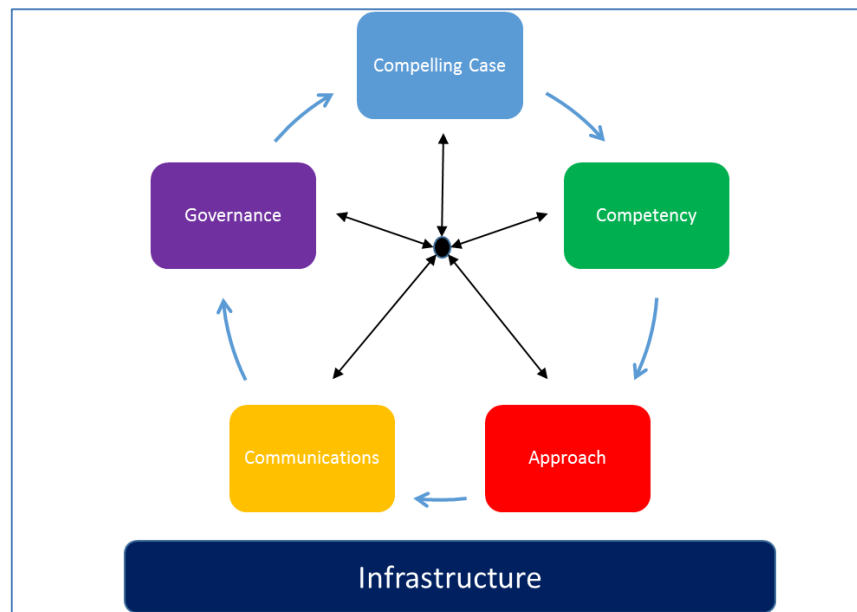 Compelling Case
Governance
Competency
Communications
Approach
Infrastructure